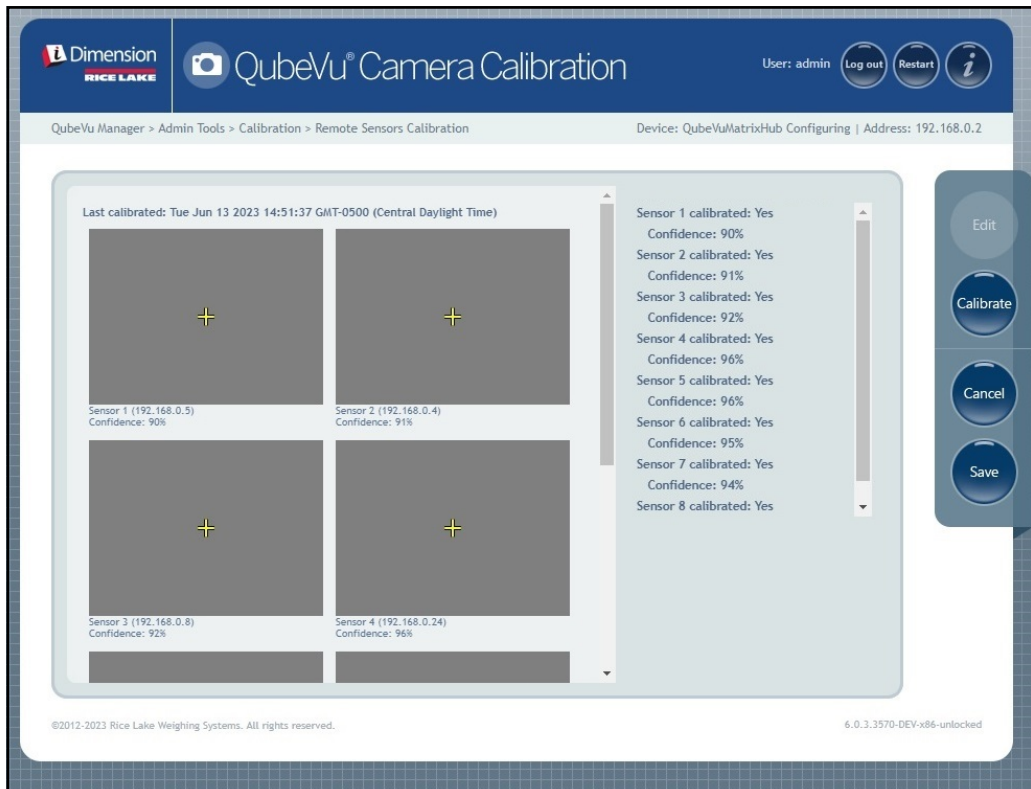 iDimension
RICE LAKE
QubeVu® Camera Calibration
User: admin
Log out
Restart
i
QubeVu Manager > Admin Tools > Calibration > Remote Sensors Calibration
Device: QubeVuMatrixHub Configuring | Address: 192.168.0.2
Last calibrated: Tue Jun 13 2023 14:51:37 GMT-0500 (Central Daylight Time)
Sensor 1 (192.168.0.5)
Confidence: 90%
Sensor 2 (192.168.0.4)
Confidence: 91%
Sensor 3 (192.168.0.8)
Confidence: 92%
Sensor 4 (192.168.0.24)
Confidence: 96%
Sensor 1 calibrated: Yes
Confidence: 90%
Sensor 2 calibrated: Yes
Confidence: 91%
Sensor 3 calibrated: Yes
Confidence: 92%
Sensor 4 calibrated: Yes
Confidence: 96%
Sensor 5 calibrated: Yes
Confidence: 96%
Sensor 6 calibrated: Yes
Confidence: 95%
Sensor 7 calibrated: Yes
Confidence: 94%
Sensor 8 calibrated: Yes
Edit
Calibrate
Cancel
Save
©2012-2023 Rice Lake Weighing Systems. All rights reserved.
6.0.3.3570-DEV-x86-unlocked